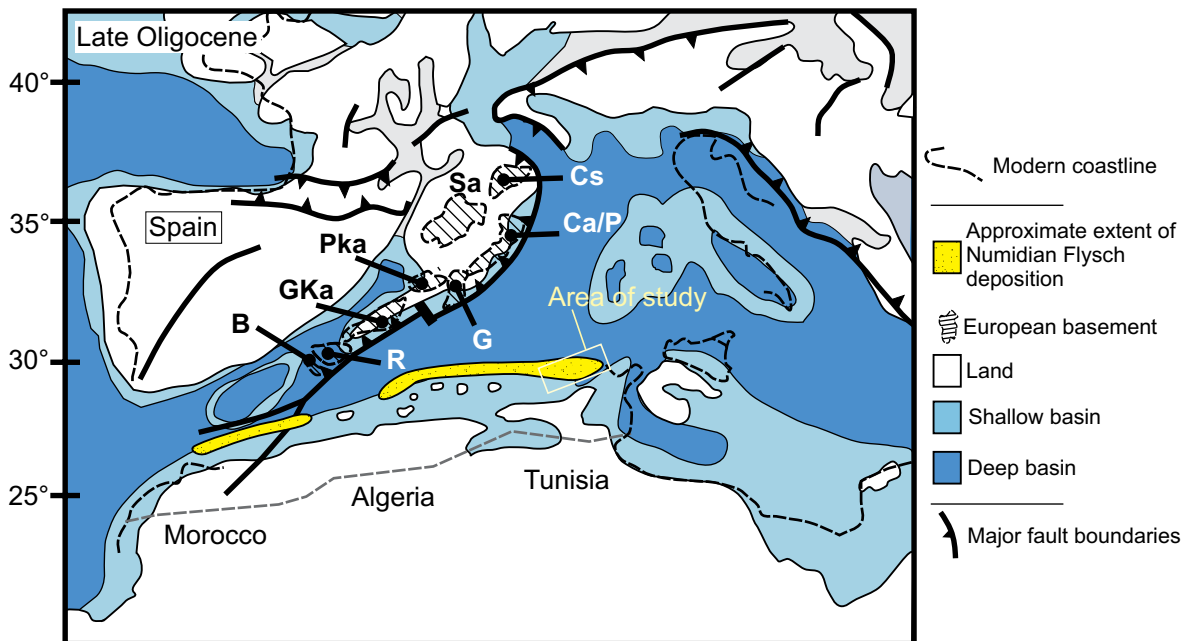 Late Oligocene
40°
35°
30°
25°
Spain
Sa
Cs
Ca/P
Pka
GKa
B
R
G
Area of study
Morocco
Algeria
Tunisia
Modern coastline
Approximate extent of
Numidian Flysch
deposition
European basement
Land
Shallow basin
Deep basin
Major fault boundaries